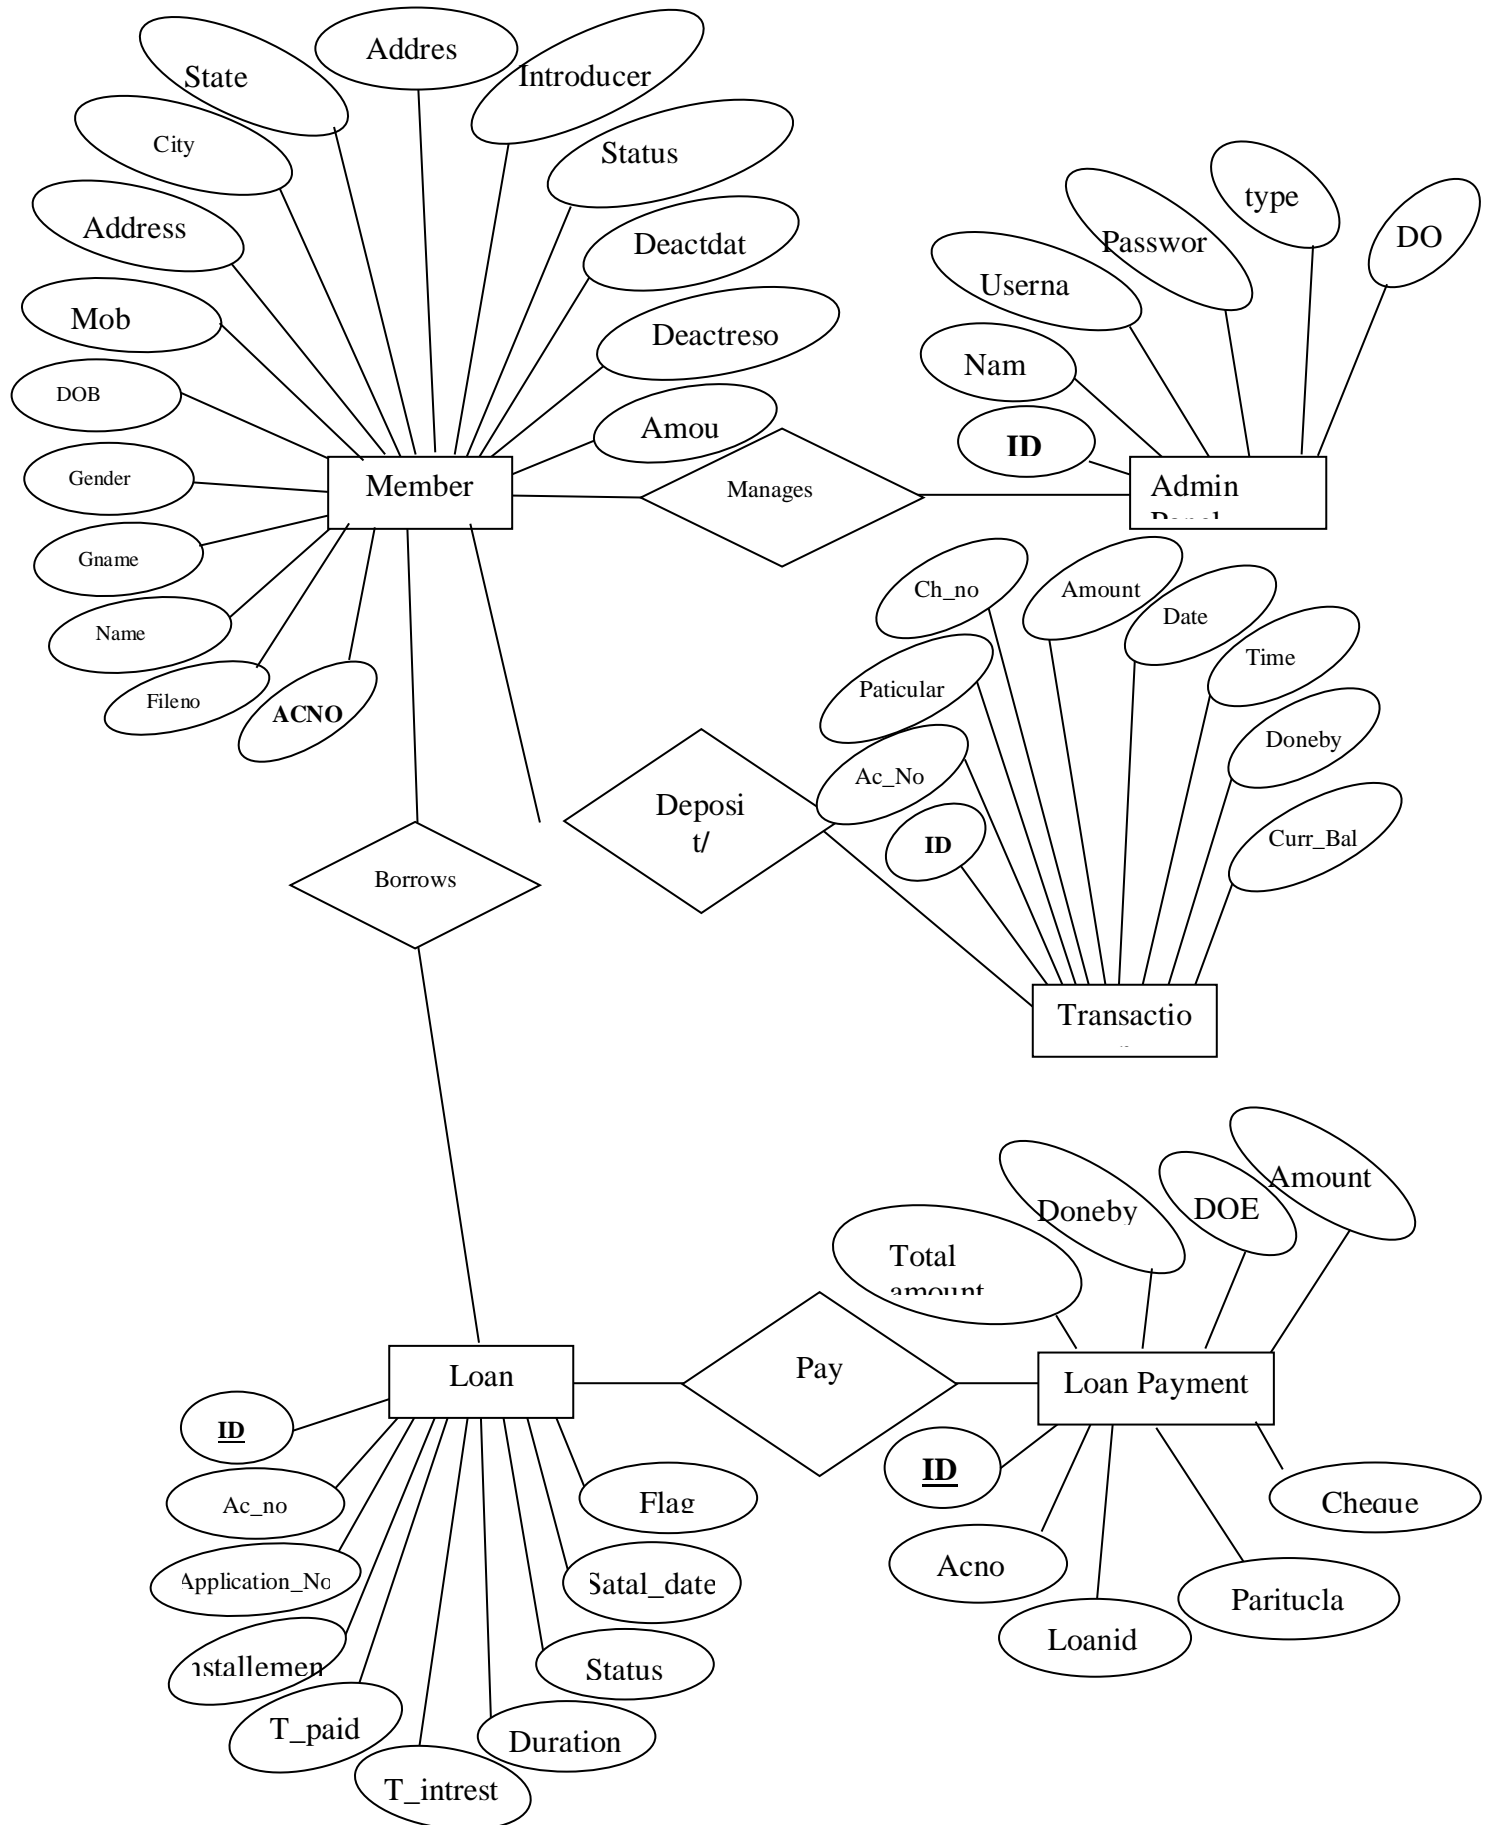 Addres
State
Introducer
City
Status
Address
Deactdat
Mob
Deactreso
DOB
Amou
Gender
Gname
Name
Fileno
ACNO
Member
Manages
type
Passwor
DO
Userna
Nam
ID
Admin
Ch_no
Amount
Date
Paticular
Time
Ac_No
Doneby
ID
Curr_Bal
Deposi
t/
Transactio
Borrows
Loan
Pay
Total
amount
Doneby
DOE
Amount
Loan Payment
ID
Ac_no
Application_No
nstallemen
T_paid
T_intrest
Duration
Status
Satal_date
Flag
ID
Acno
Loanid
Paritucla
Cheque